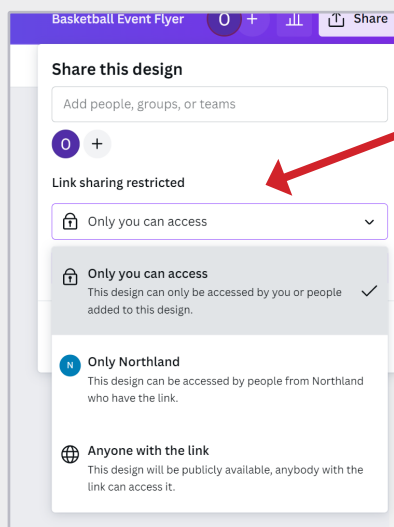 Basketball Event Flyer O + Share
Share this design
Add people, groups, or teams
O +
Link sharing restricted
Only you can access
Only you can access
This design can only be accessed by you or people
added to this design.
N Only Northland
This design can be accessed by people from Northland
who have the link.
Anyone with the link
This design will be publicly available, anybody with the
link can access it.